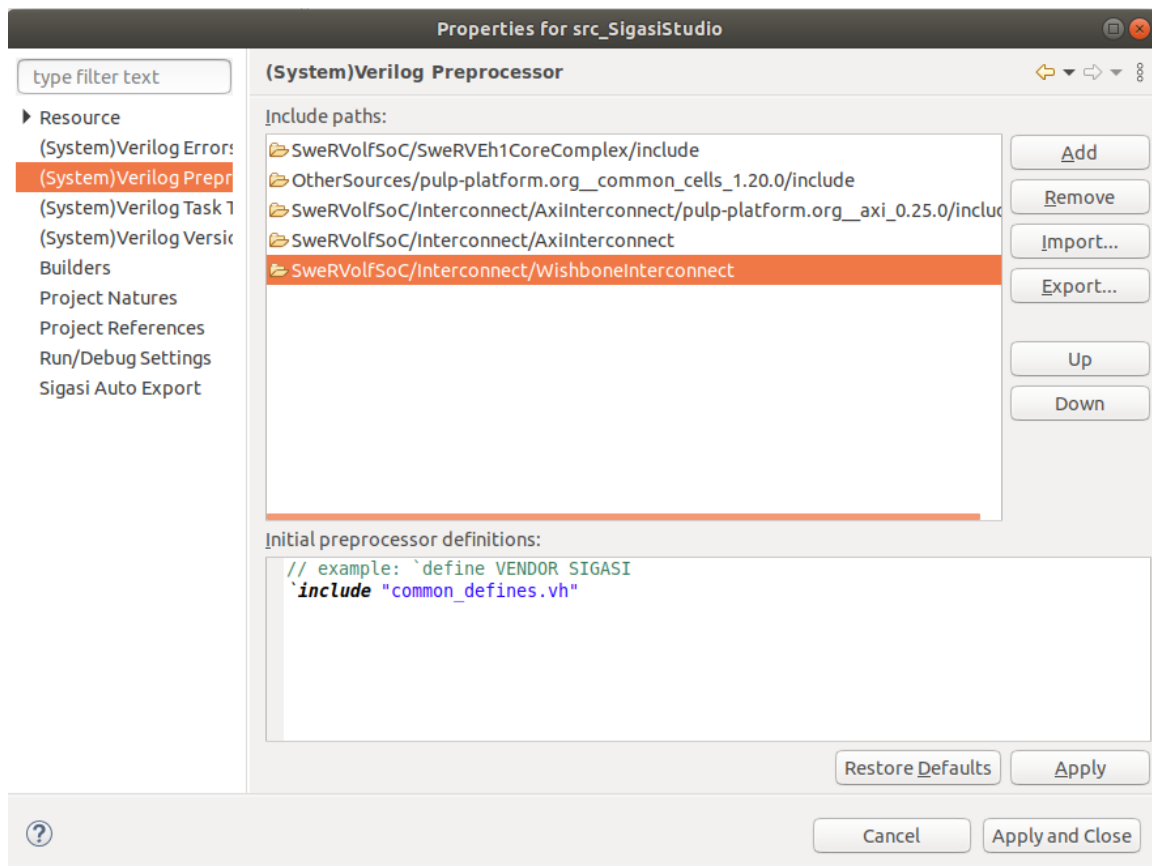 Properties for src_SigasiStudio
type filter text
Resource
(System)Verilog Errors
(System)Verilog Prepr
(System)Verilog Task T
(System)Verilog Versio
Builders
Project Natures
Project References
Run/Debug Settings
Sigasi Auto Export
(System)Verilog Preprocessor
Include paths:
SweRVolfSoC/SweRVEh1CoreComplex/include
OtherSources/pulp-platform.org__common_cells_1.20.0/include
SweRVolfSoC/Interconnect/AxiInterconnect/pulp-platform.org__axi_0.25.0/includ
SweRVolfSoC/Interconnect/AxiInterconnect
SweRVolfSoC/Interconnect/WishboneInterconnect
Add
Remove
Import...
Export...
Up
Down
Initial preprocessor definitions:
// example: `define VENDOR SIGASI
`include "common_defines.vh"
Restore Defaults
Apply
?
Cancel
Apply and Close